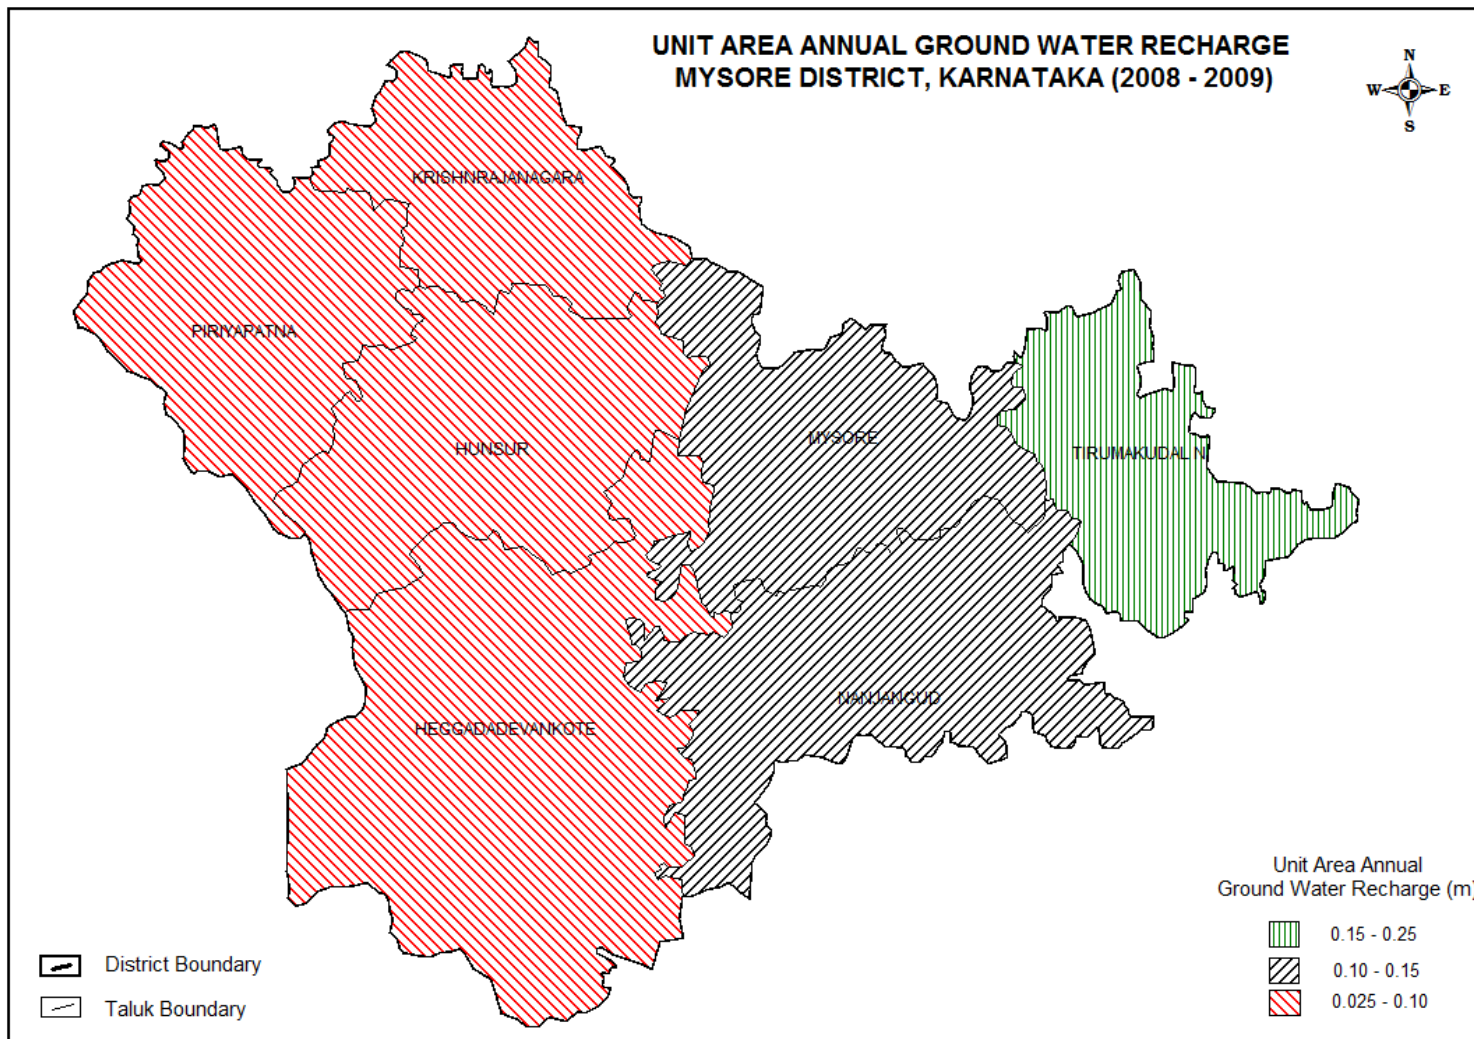 UNIT AREA ANNUAL GROUND WATER RECHARGE
MYSORE DISTRICT, KARNATAKA (2008 - 2009)
N
W E
S
KRISHNRAJANAGARA
PIRIYAPATNA
HUNSUR
MYSORE
TIRUMAKUDAL N
NANJANGUD
HEGGADADEVANKOTE
Unit Area Annual
Ground Water Recharge (m)
0.15 - 0.25
0.10 - 0.15
0.025 - 0.10
District Boundary
Taluk Boundary